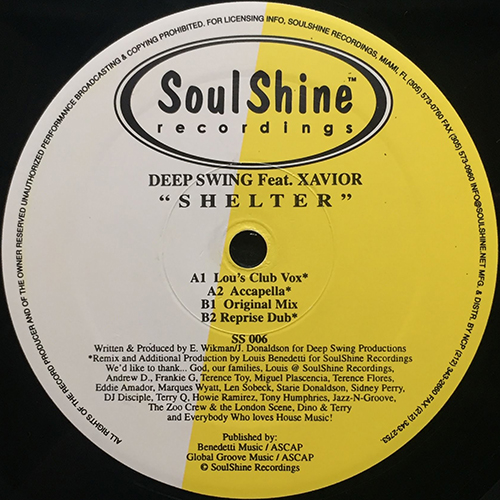 ALL RIGHTS OF THE RECORD PRODUCER AND OF THE OWNER RESERVED UNAUTHORIZED PERFORMANCE BROADCASTING & COPYING PROHIBITED. FOR LICENSING INFO, SOULSHINE RECORDINGS, MIAMI, FL (305) 573-0760 FAX (305) 573-0960 INFO@SOULSHINE.NET MFG. & DISTR. BY NCP (212) 343-2660 FAX (212) 343-2753.
Soul Shine ™
recordings
DEEP SWING Feat. XAVIOR
“ S H E L T E R ”
A1 Lou's Club Vox*
A2 Accapella*
B1 Original Mix
B2 Reprise Dub*
SS 006
Written & Produced by E. Wikman/J. Donaldson for Deep Swing Productions
*Remix and Additional Production by Louis Benedetti for SoulShine Recordings
We'd like to thank... God, our families, Louis @ SoulShine Recordings,
Andrew D., Frankie G, Terence Toy, Miguel Plascencia, Terence Flores,
Eddie Amador, Marques Wyatt, Len Sobeck, Starie Donaldson, Sidney Perry,
DJ Disciple, Terry Q, Howie Ramirez, Tony Humphries, Jazz-N-Groove,
The Zoo Crew & the London Scene, Dino & Terry
and Everybody Who loves House Music!
Published by:
Benedetti Music / ASCAP
Global Groove Music / ASCAP
© SoulShine Recordings